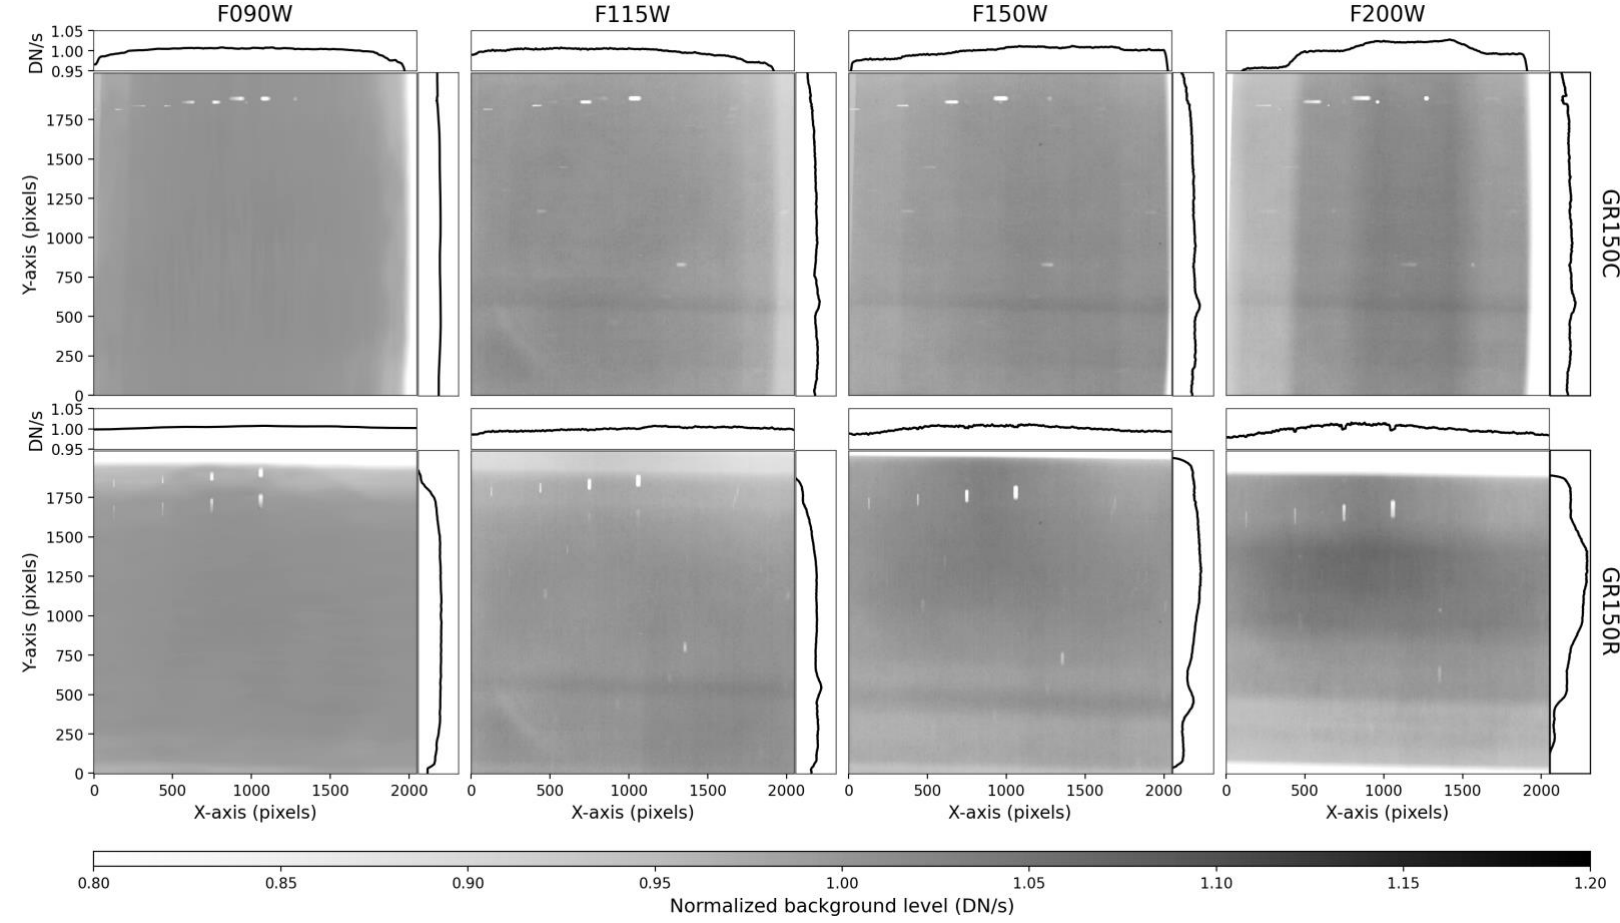 F090W F115W F150W F200W
1.05
DN/s 1.00
0.95
1750
1500
1250
Y-axis (pixels) 1000
750
500
250
0
GR150C
1.05
DN/s 1.00
0.95
1750
1500
1250
Y-axis (pixels) 1000
750
500
250
0
GR150R
0 500 1000 1500 2000 0 500 1000 1500 2000 0 500 1000 1500 2000 0 500 1000 1500 2000
X-axis (pixels) X-axis (pixels) X-axis (pixels) X-axis (pixels)
0.80 0.85 0.90 0.95 1.00 1.05 1.10 1.15 1.20
Normalized background level (DN/s)